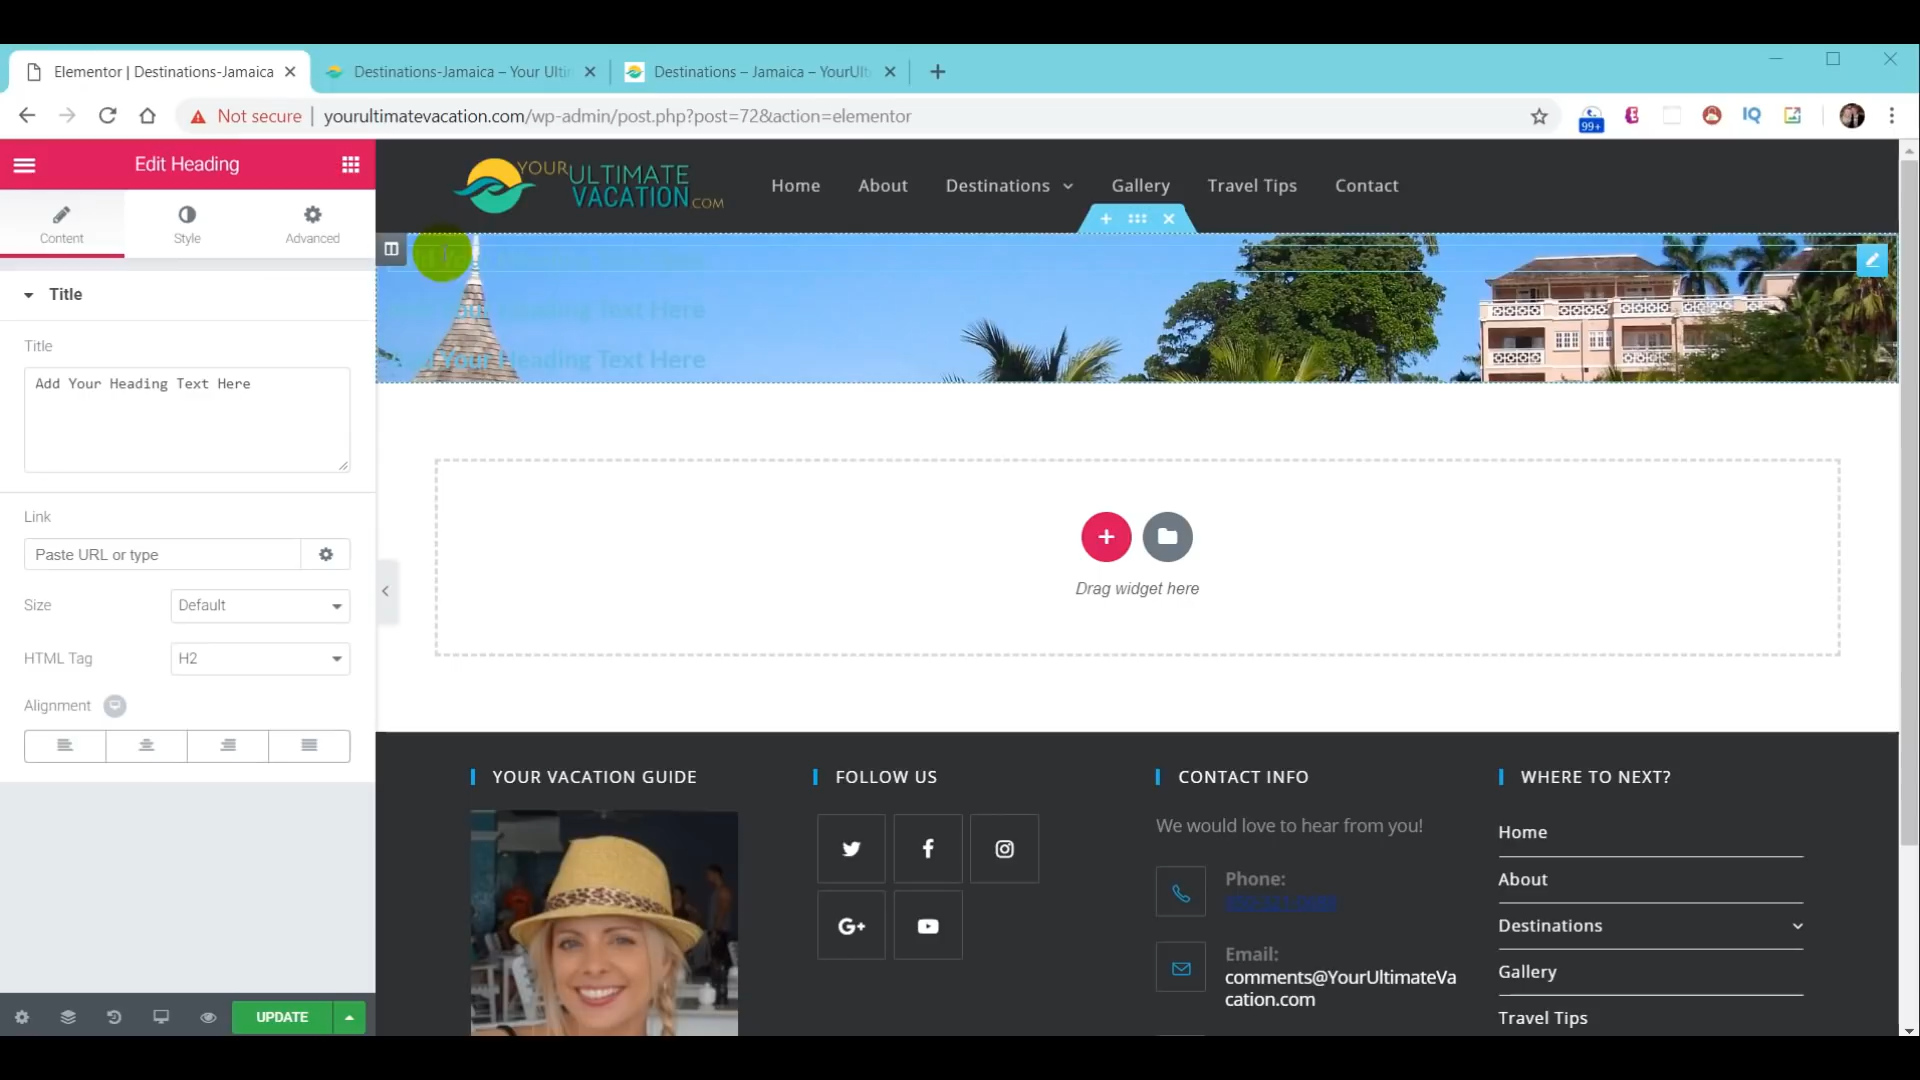 Elementor | Destinations-Jamaica
Destinations-Jamaica – Your Ulti
Destinations – Jamaica – YourUlt
Not secure
yourultimatevacation.com/wp-admin/post.php?post=72&action=elementor
99+
IQ
Edit Heading
Content
Style
Advanced
Title
Title
Add Your Heading Text Here
Link
Paste URL or type
Size
Default
HTML Tag
H2
Alignment
UPDATE
YOUR ULTIMATE
VACATION.COM
Home
About
Destinations
Gallery
Travel Tips
Contact
Your Heading Text Here
Your Heading Text Here
Drag widget here
YOUR VACATION GUIDE
FOLLOW US
G+
CONTACT INFO
We would love to hear from you!
Phone:
Email:
comments@YourUltimateVa
cation.com
WHERE TO NEXT?
Home
About
Destinations
Gallery
Travel Tips